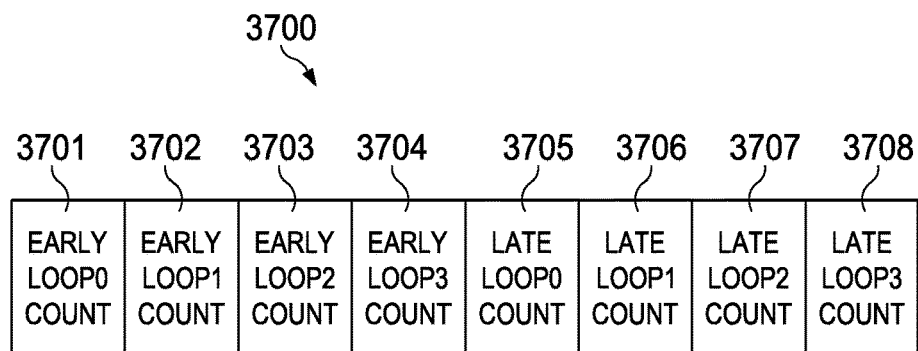 3700
3701 3702 3703 3704 3705 3706 3707 3708
EARLY EARLY EARLY EARLY LATE LATE LATE LATE
LOOP0 LOOP1 LOOP2 LOOP3 LOOP0 LOOP1 LOOP2 LOOP3
COUNT COUNT COUNT COUNT COUNT COUNT COUNT COUNT